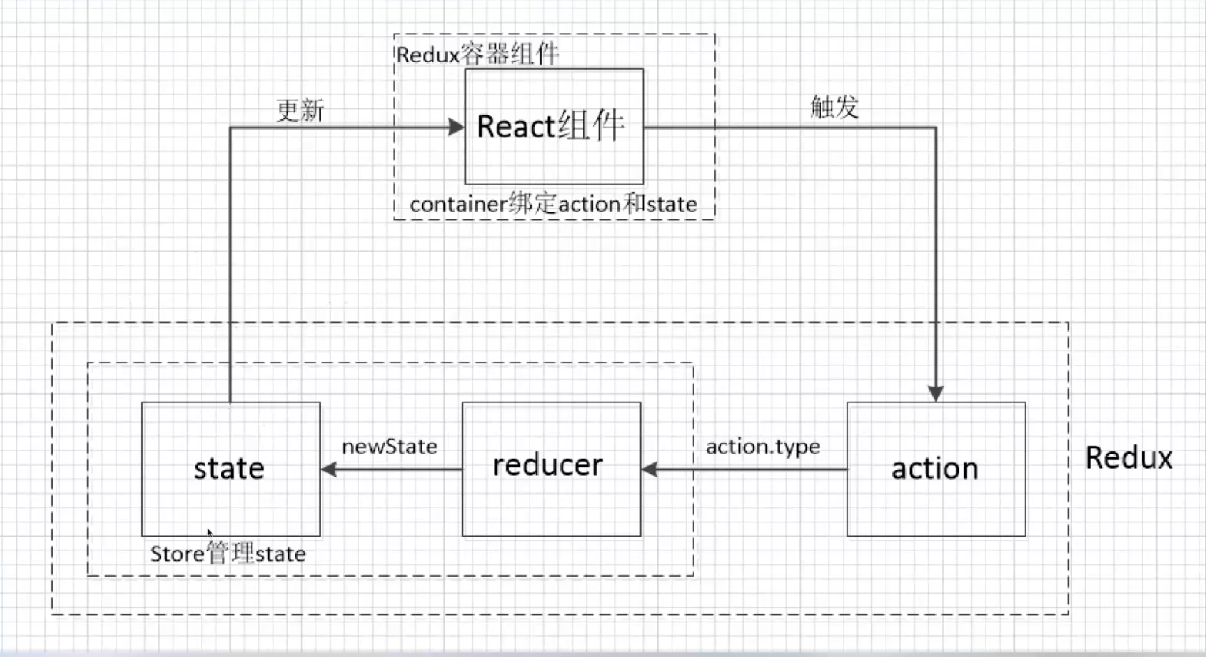 Redux容器组件
更新
React组件
触发
container绑定action和state
state
newState
reducer
action.type
action
Redux
Store管理state